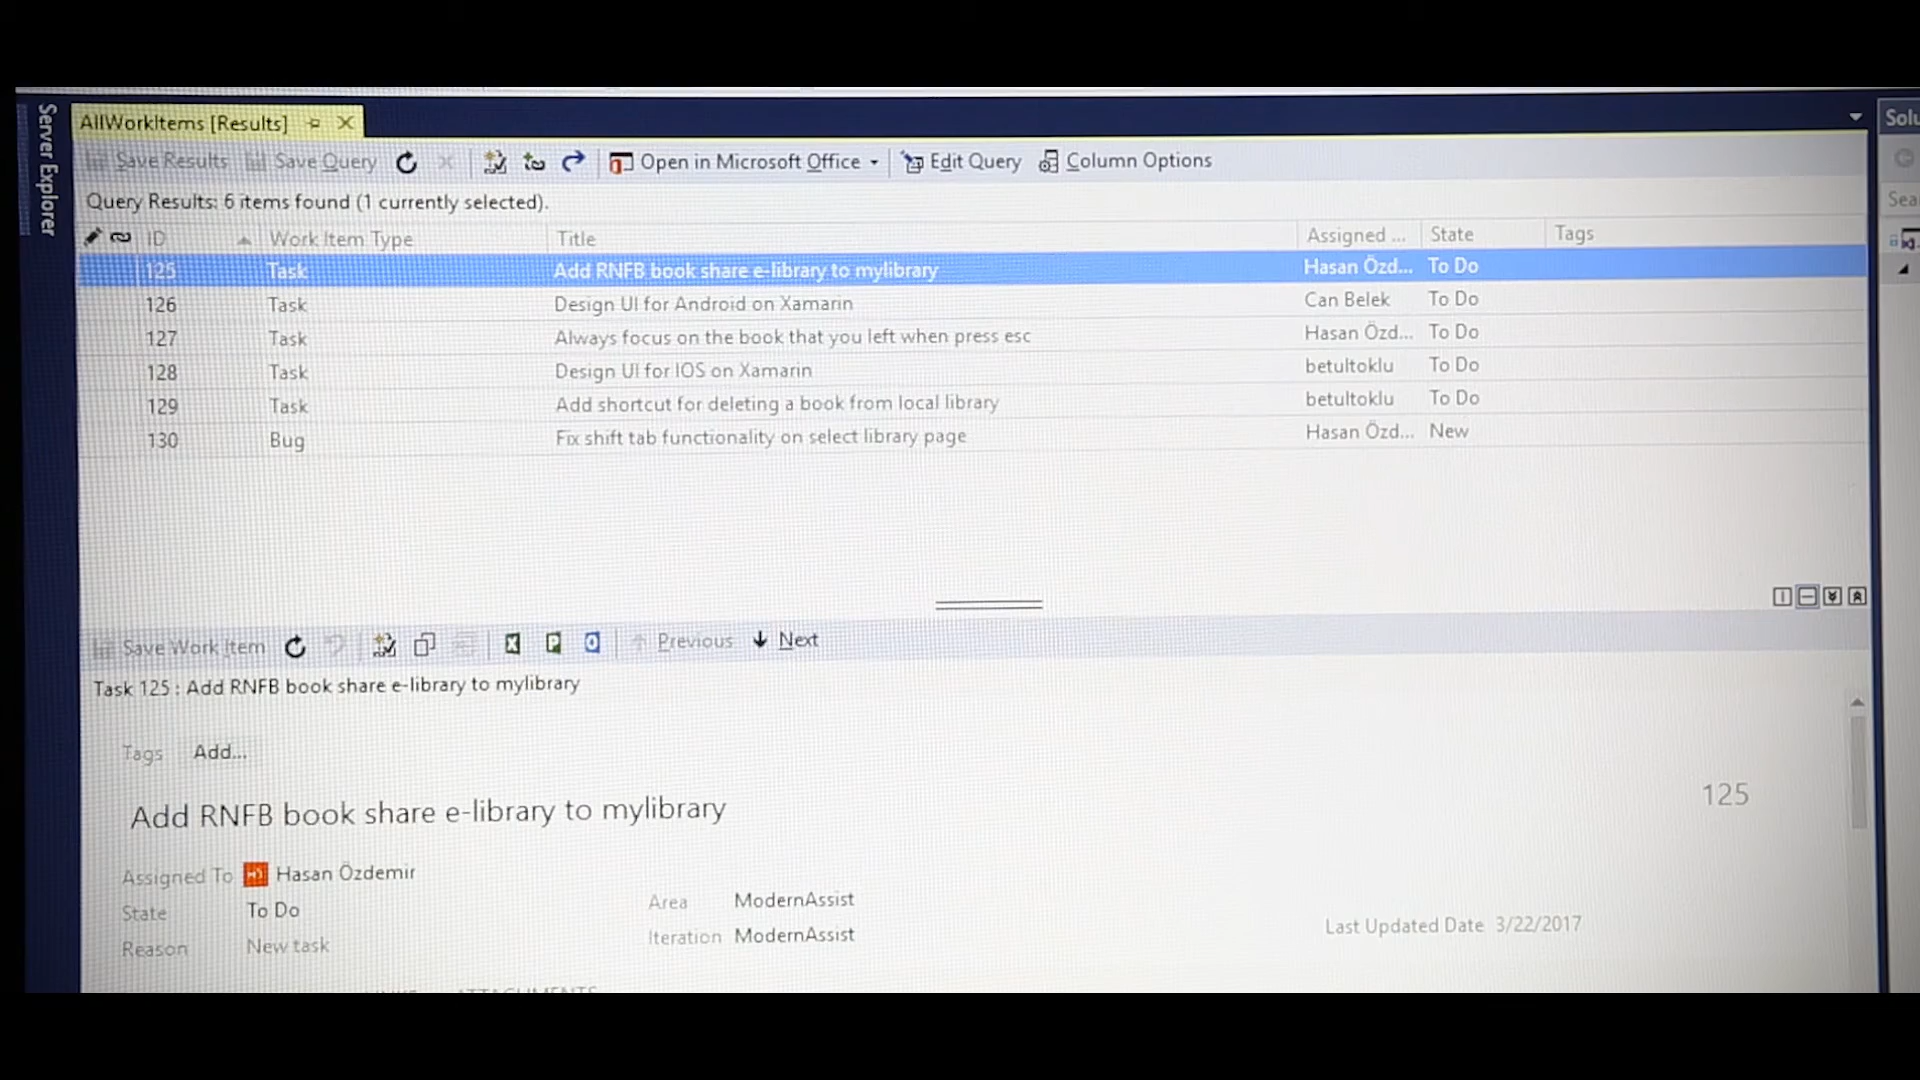 Server Explorer
AllWorkItems [Results]
Save Results Save Query Open in Microsoft Office Edit Query Column Options
Query Results: 6 items found (1 currently selected).
ID Work Item Type Title Assigned ... State Tags
125 Task Add RNFB book share e-library to mylibrary Hasan Özd... To Do
126 Task Design UI for Android on Xamarin Can Belek To Do
127 Task Always focus on the book that you left when press esc Hasan Özd... To Do
128 Task Design UI for IOS on Xamarin betultoklu To Do
129 Task Add shortcut for deleting a book from local library betultoklu To Do
130 Bug Fix shift tab functionality on select library page Hasan Özd... New
Save Work Item Previous Next
Task 125 : Add RNFB book share e-library to mylibrary
Tags Add...
Add RNFB book share e-library to mylibrary 125
Assigned To Hasan Özdemir
State To Do Area ModernAssist
Reason New task Iteration ModernAssist Last Updated Date 3/22/2017
Solu
Sea